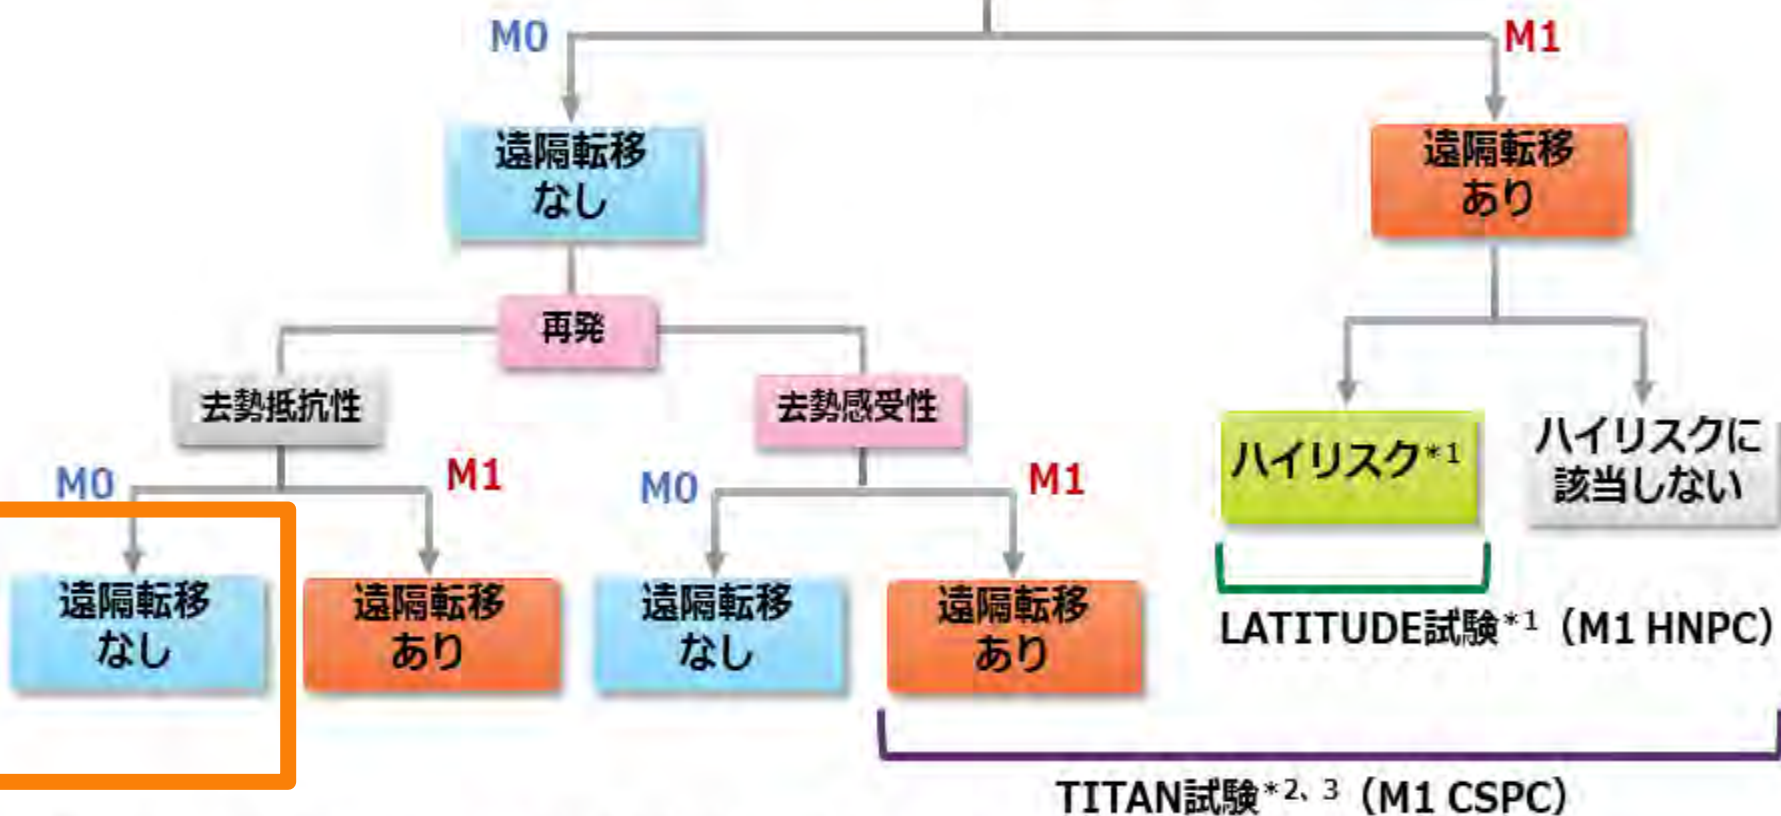 M0
M1
遠隔転移
なし
遠隔転移
あり
再発
去勢抵抗性
去勢感受性
ハイリスク*1
ハイリスクに
該当しない
M0
M1
M0
M1
遠隔転移
なし
遠隔転移
あり
遠隔転移
なし
遠隔転移
あり
LATITUDE試験*1（M1 HNPC）
TITAN試験*2、3（M1 CSPC）